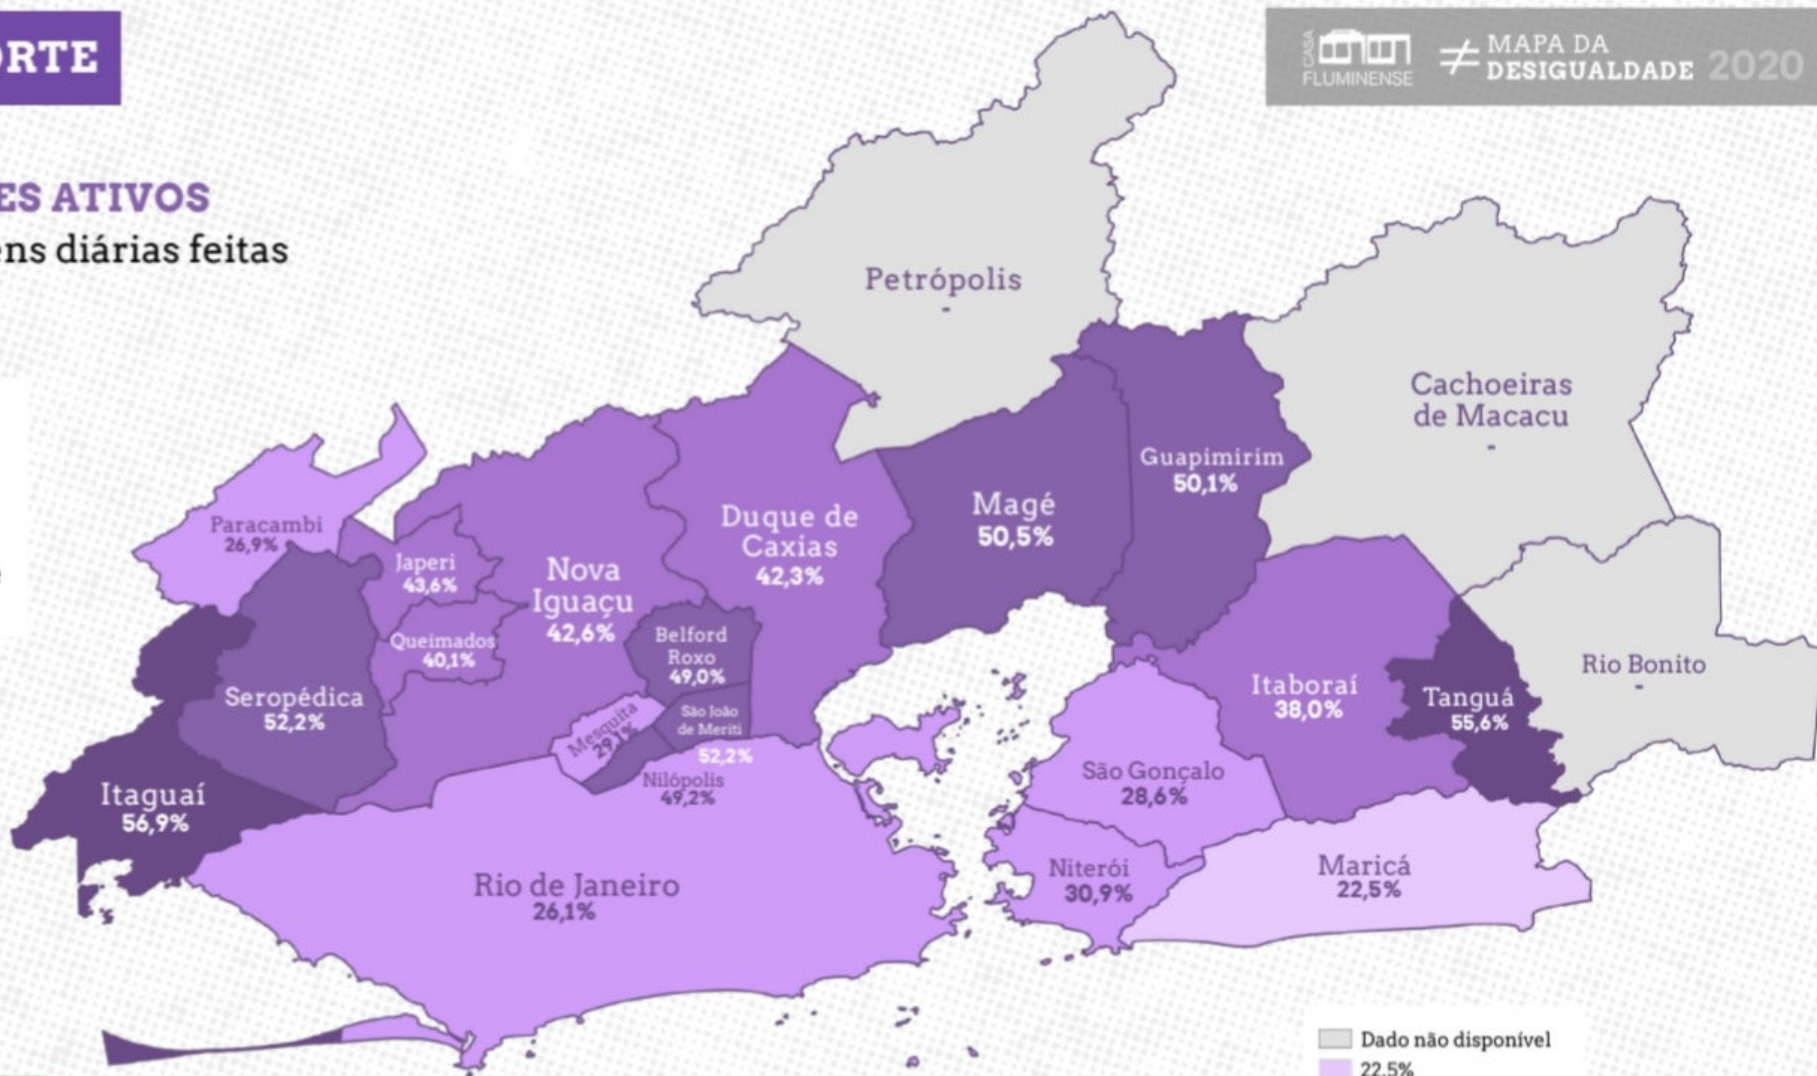 ORTE
CASA
FLUMINENSE
≠ MAPA DA
DESIGUALDADE 2020
ES ATIVOS
ens diárias feitas
Petrópolis
-
Cachoeiras
de Macacu
-
Guapimirim
50,1%
Magé
50,5%
Duque de
Caxias
42,3%
Paracambi
26,9%
Japeri
43,6%
Nova
Iguaçu
42,6%
Queimados
40,1%
Belford
Roxo
49,0%
Seropédica
52,2%
Mesquita
29,1%
São João
de Meriti
52,2%
Nilópolis
49,2%
Itaguaí
56,9%
Rio de Janeiro
26,1%
Itaboraí
38,0%
Tanguá
55,6%
Rio Bonito
-
São Gonçalo
28,6%
Niterói
30,9%
Maricá
22,5%
Dado não disponível
22,5%